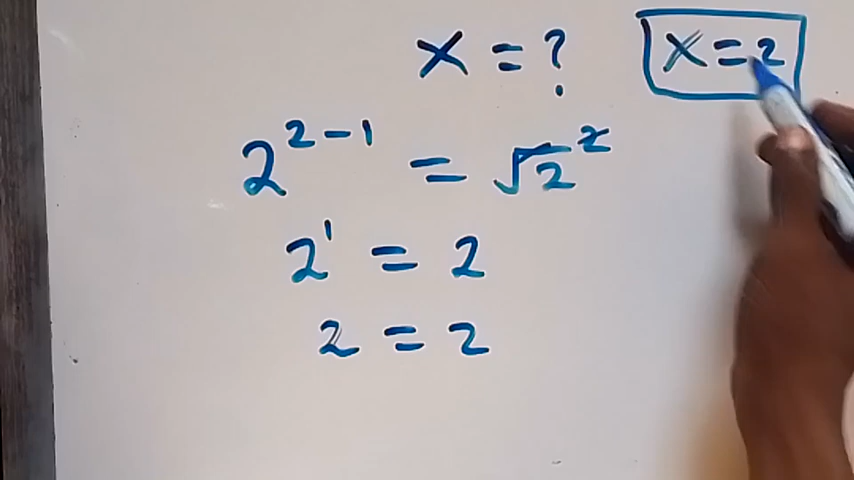 x = ? x = 2
2^{2-1} = √2^2
2^1 = 2
2 = 2